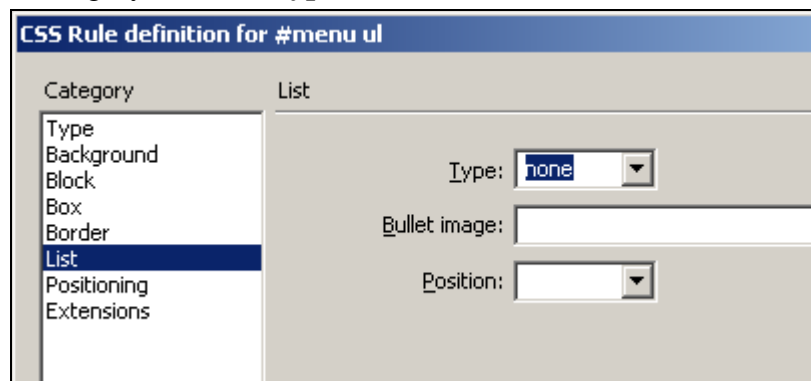 CSS Rule definition for #menu ul
Category
List
Type
Background
Block
Box
Border
List
Positioning
Extensions
Type: none
Bullet image:
Position: